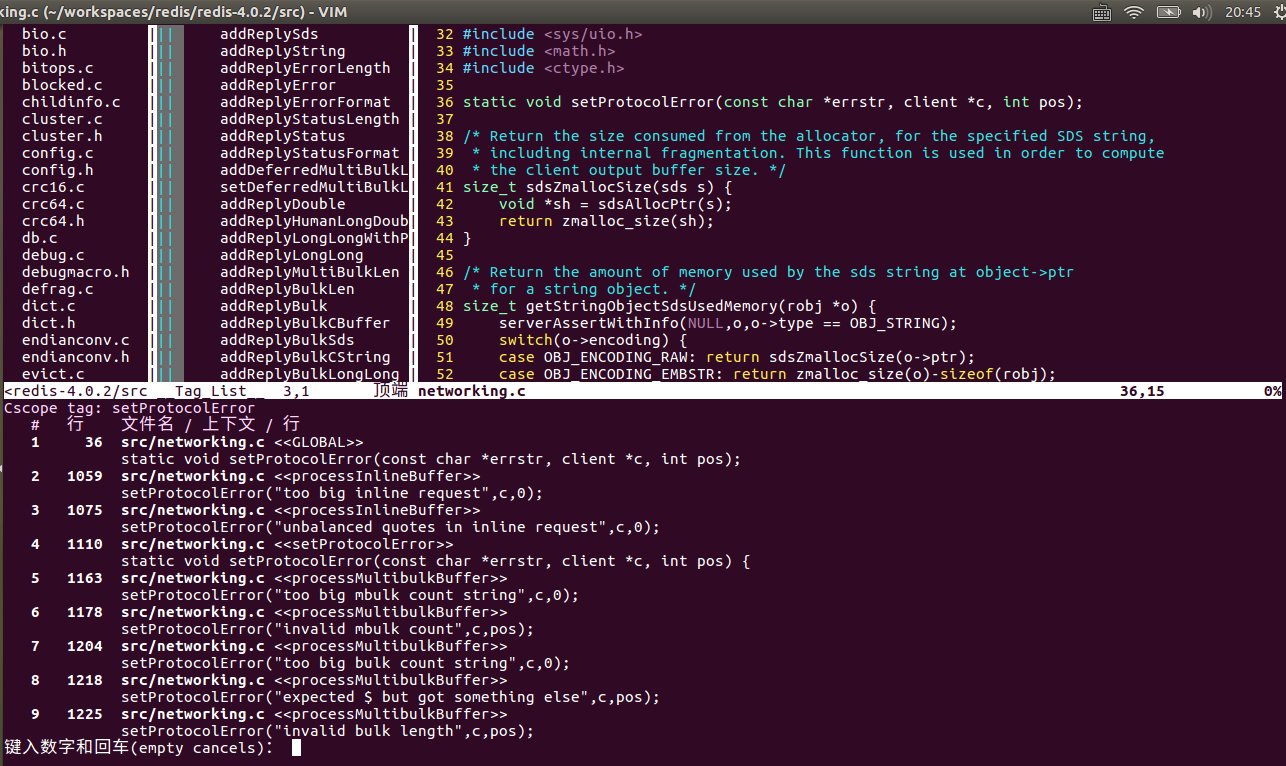 king.c (~/workspaces/redis/redis-4.0.2/src) - VIM
20:45
bio.c
bio.h
bitops.c
blocked.c
childinfo.c
cluster.c
cluster.h
config.c
config.h
crc16.c
crc64.c
crc64.h
db.c
debug.c
debugmacro.h
defrag.c
dict.c
dict.h
endianconv.c
endianconv.h
evict.c
addReplySds
addReplyString
addReplyErrorLength
addReplyError
addReplyErrorFormat
addReplyStatusLength
addReplyStatus
addReplyStatusFormat
addDeferredMultiBulkL
setDeferredMultiBulkL
addReplyDouble
addReplyHumanLongDoub
addReplyLongLongWithP
addReplyLongLong
addReplyMultiBulkLen
addReplyBulkLen
addReplyBulk
addReplyBulkCBuffer
addReplyBulkSds
addReplyBulkCString
addReplyBulkLongLong
32 #include <sys/uio.h>
33 #include <math.h>
34 #include <ctype.h>
35
36 static void setProtocolError(const char *errstr, client *c, int pos);
37
38 /* Return the size consumed from the allocator, for the specified SDS string,
39  * including internal fragmentation. This function is used in order to compute
40  * the client output buffer size. */
41 size_t sdsZmallocSize(sds s) {
42     void *sh = sdsAllocPtr(s);
43     return zmalloc_size(sh);
44 }
45
46 /* Return the amount of memory used by the sds string at object->ptr
47  * for a string object. */
48 size_t getStringObjectSdsUsedMemory(robj *o) {
49     serverAssertWithInfo(NULL,o,o->type == OBJ_STRING);
50     switch(o->encoding) {
51     case OBJ_ENCODING_RAW: return sdsZmallocSize(o->ptr);
52     case OBJ_ENCODING_EMBSTR: return zmalloc_size(o)-sizeof(robj);
<redis-4.0.2/src __Tag_List__ 3,1 顶端 networking.c 36,15 0%
Cscope tag: setProtocolError
# 行 文件名 / 上下文 / 行
1 36 src/networking.c <<GLOBAL>>
static void setProtocolError(const char *errstr, client *c, int pos);
2 1059 src/networking.c <<processInlineBuffer>>
setProtocolError("too big inline request",c,0);
3 1075 src/networking.c <<processInlineBuffer>>
setProtocolError("unbalanced quotes in inline request",c,0);
4 1110 src/networking.c <<setProtocolError>>
static void setProtocolError(const char *errstr, client *c, int pos) {
5 1163 src/networking.c <<processMultibulkBuffer>>
setProtocolError("too big mbulk count string",c,0);
6 1178 src/networking.c <<processMultibulkBuffer>>
setProtocolError("invalid mbulk count",c,pos);
7 1204 src/networking.c <<processMultibulkBuffer>>
setProtocolError("too big bulk count string",c,0);
8 1218 src/networking.c <<processMultibulkBuffer>>
setProtocolError("expected $ but got something else",c,pos);
9 1225 src/networking.c <<processMultibulkBuffer>>
setProtocolError("invalid bulk length",c,pos);
键入数字和回车(empty cancels):